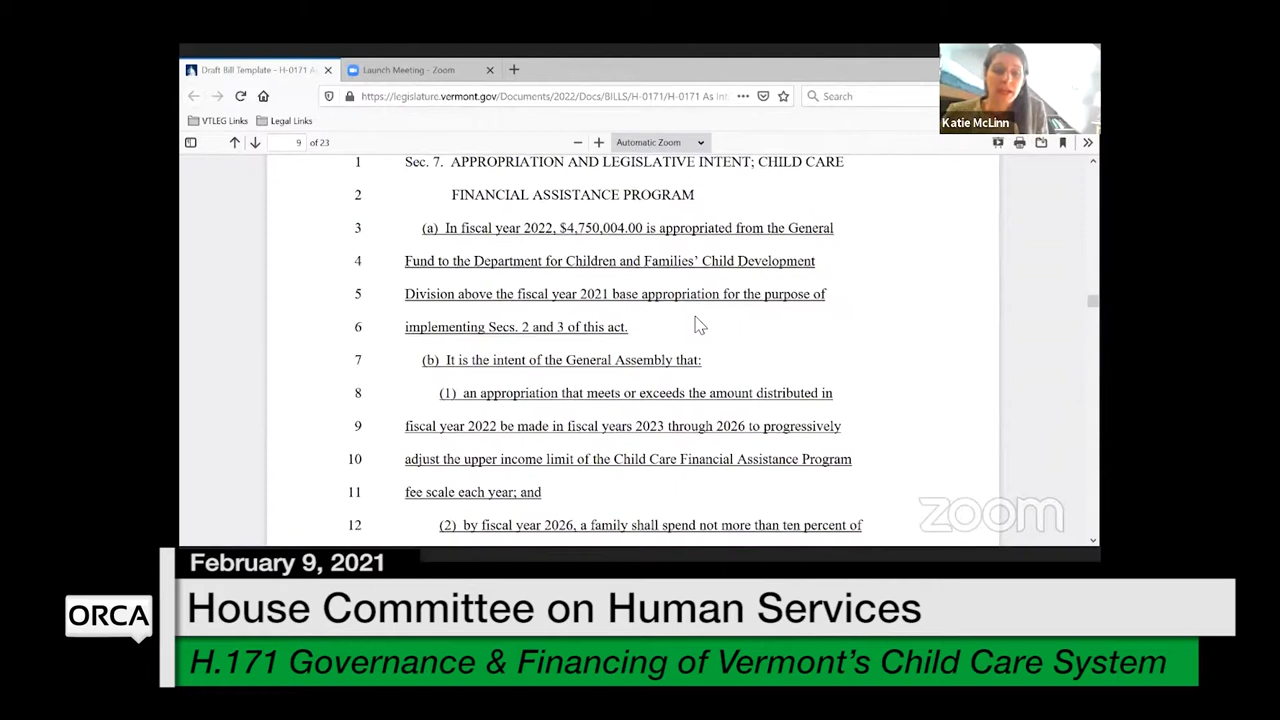 Draft Bill Template - H-0171 As
Launch Meeting - Zoom
https://legislature.vermont.gov/Documents/2022/Docs/BILLS/H-0171/H-0171 As Int
Search
Katie McLinn
VTLEG Links
Legal Links
9 of 23
Automatic Zoom
1 Sec. 7. APPROPRIATION AND LEGISLATIVE INTENT; CHILD CARE
2 FINANCIAL ASSISTANCE PROGRAM
3 (a) In fiscal year 2022, $4,750,004.00 is appropriated from the General
4 Fund to the Department for Children and Families’ Child Development
5 Division above the fiscal year 2021 base appropriation for the purpose of
6 implementing Secs. 2 and 3 of this act.
7 (b) It is the intent of the General Assembly that:
8 (1) an appropriation that meets or exceeds the amount distributed in
9 fiscal year 2022 be made in fiscal years 2023 through 2026 to progressively
10 adjust the upper income limit of the Child Care Financial Assistance Program
11 fee scale each year; and
12 (2) by fiscal year 2026, a family shall spend not more than ten percent of
zoom
February 9, 2021
ORCA
House Committee on Human Services
H.171 Governance & Financing of Vermont’s Child Care System